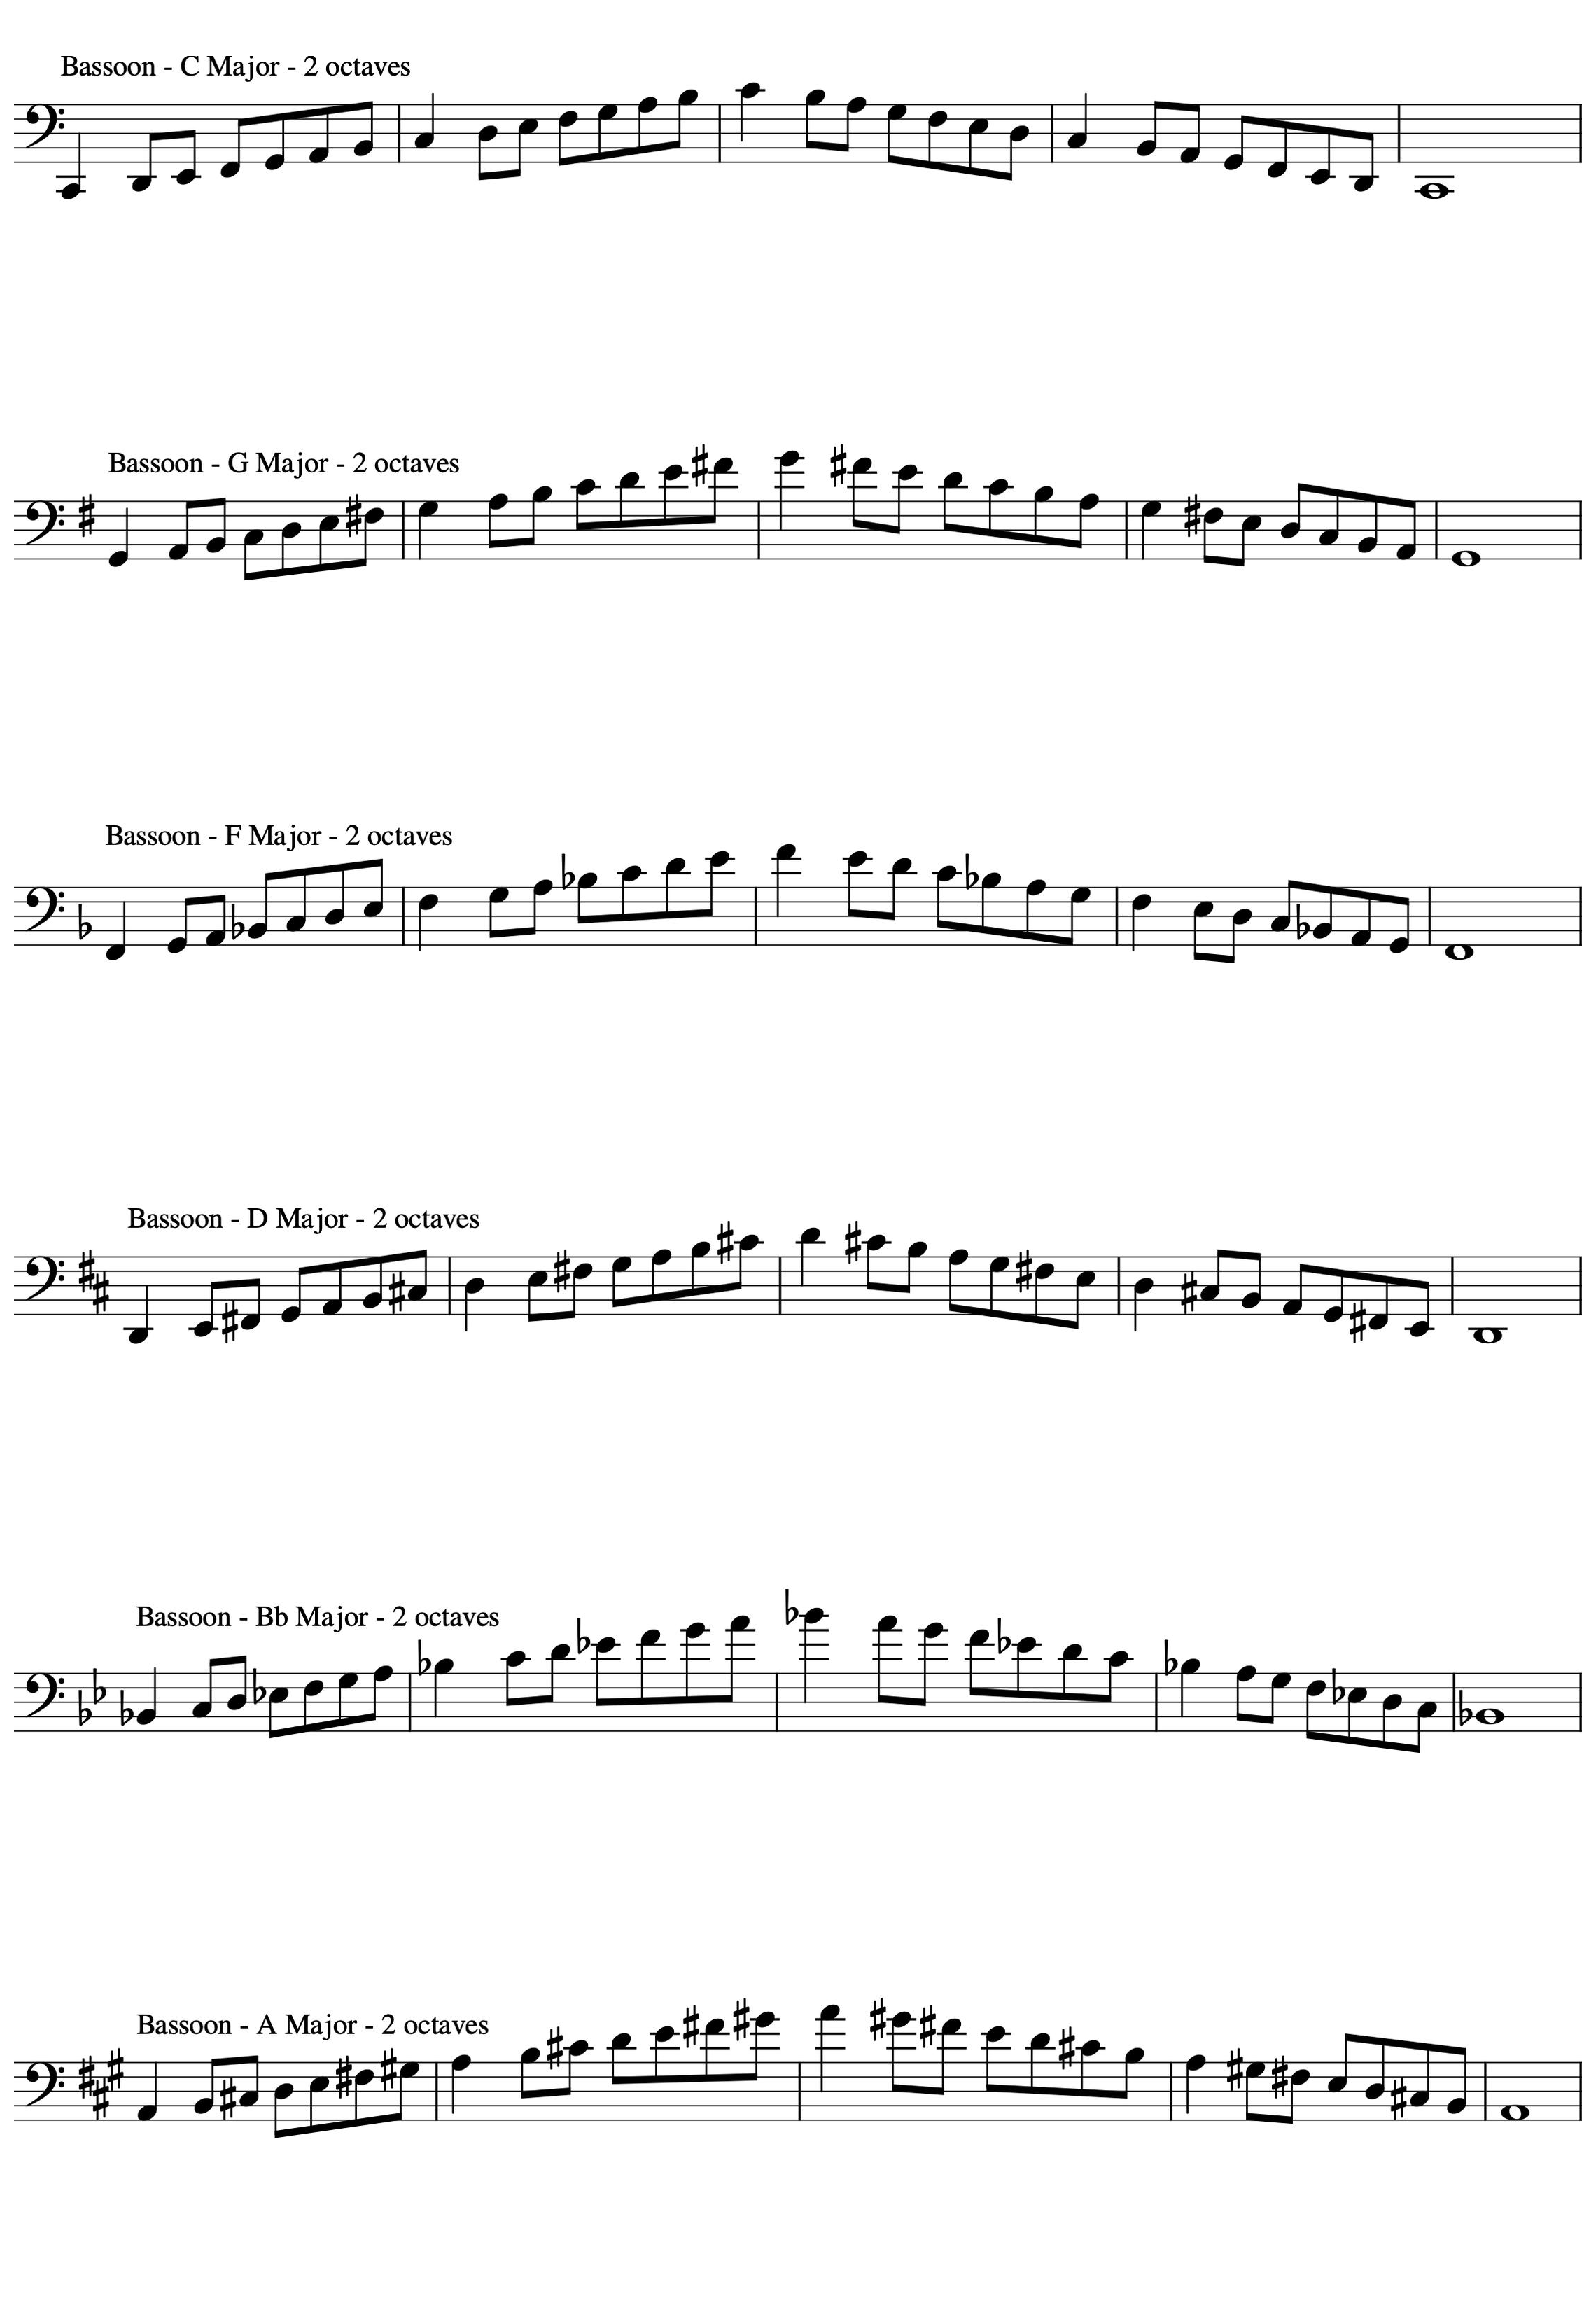 Bassoon - C Major - 2 octaves
Bassoon - G Major - 2 octaves
Bassoon - F Major - 2 octaves
Bassoon - D Major - 2 octaves
Bassoon - Bb Major - 2 octaves
Bassoon - A Major - 2 octaves